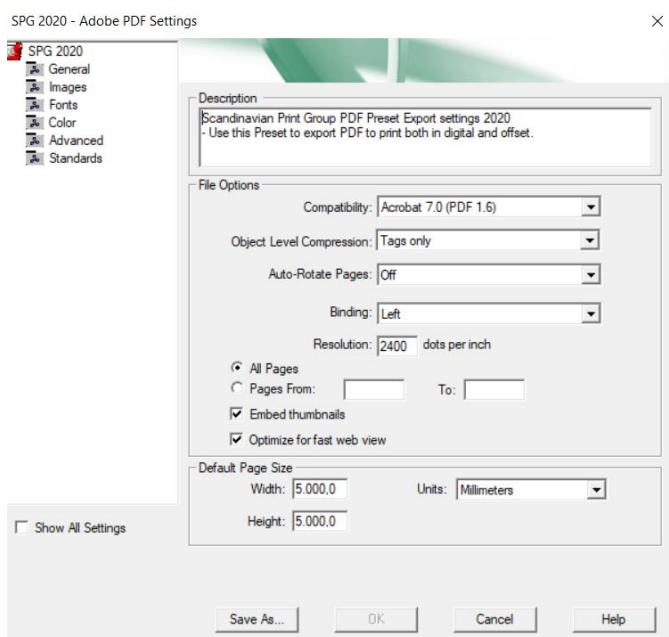 SPG 2020 - Adobe PDF Settings
SPG 2020
General
Images
Fonts
Color
Advanced
Standards
Show All Settings
Description
Scandinavian Print Group PDF Preset Export settings 2020
- Use this Preset to export PDF to print both in digital and offset.
File Options
Compatibility: Acrobat 7.0 (PDF 1.6)
Object Level Compression: Tags only
Auto-Rotate Pages: Off
Binding: Left
Resolution: 2400 dots per inch
All Pages
Pages From: To:
Embed thumbnails
Optimize for fast web view
Default Page Size
Width: 5.000,0 Units: Millimeters
Height: 5.000,0
Save As... OK Cancel Help